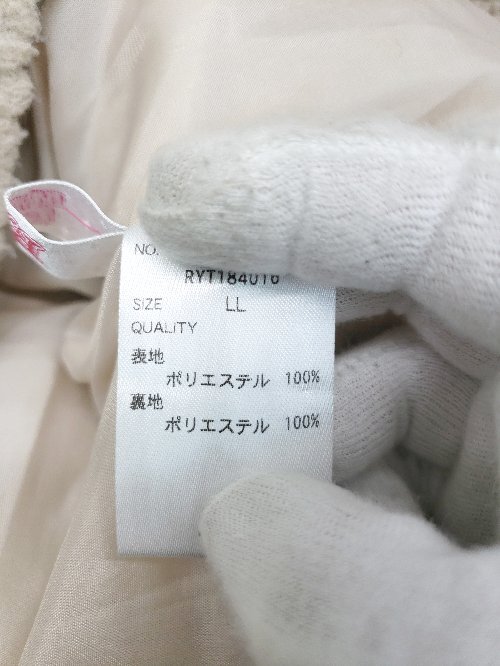 NO.
RYT184016
SIZE LL
QUALITY
表地
ポリエステル 100%
裏地
ポリエステル 100%